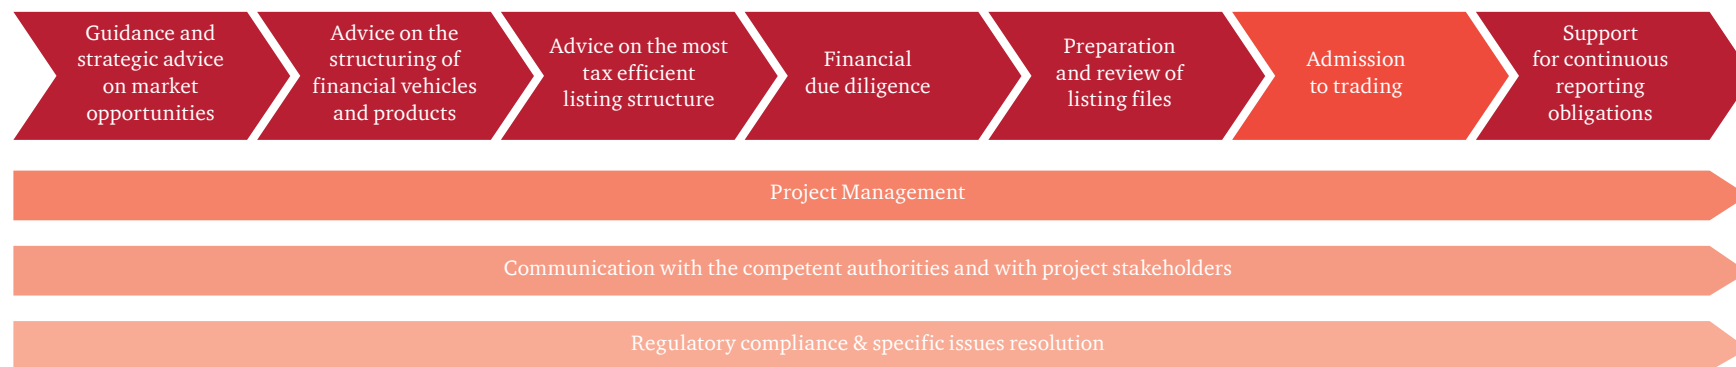 Guidance and
strategic advice
on market
opportunities
Advice on the
structuring of
financial vehicles
and products
Advice on the most
tax efficient
listing structure
Financial
due diligence
Preparation
and review of
listing files
Admission
to trading
Support
for continuous
reporting
obligations
Project Management
Communication with the competent authorities and with project stakeholders
Regulatory compliance & specific issues resolution